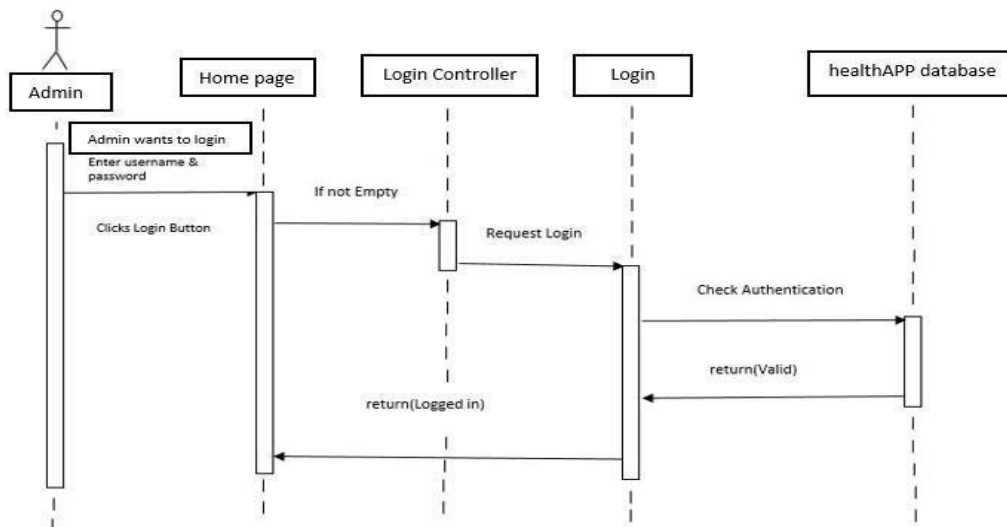 Admin
Home page
Login Controller
Login
healthAPP database
Admin wants to login
Enter username &
password
If not Empty
Clicks Login Button
Request Login
Check Authentication
return(Valid)
return(Logged in)